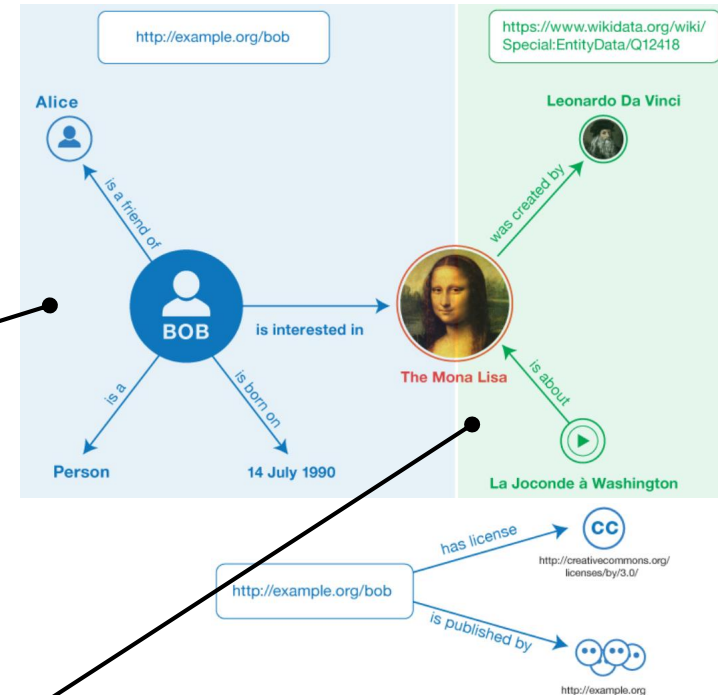 http://example.org/bob
https://www.wikidata.org/wiki/
Special:EntityData/Q12418
Alice
Leonardo Da Vinci
is a friend of
was created by
BOB
is interested in
The Mona Lisa
is a
is born on
is about
Person
14 July 1990
La Joconde à Washington
has license
cc
http://creativecommons.org/
licenses/by/3.0/
http://example.org/bob
is published by
http://example.org